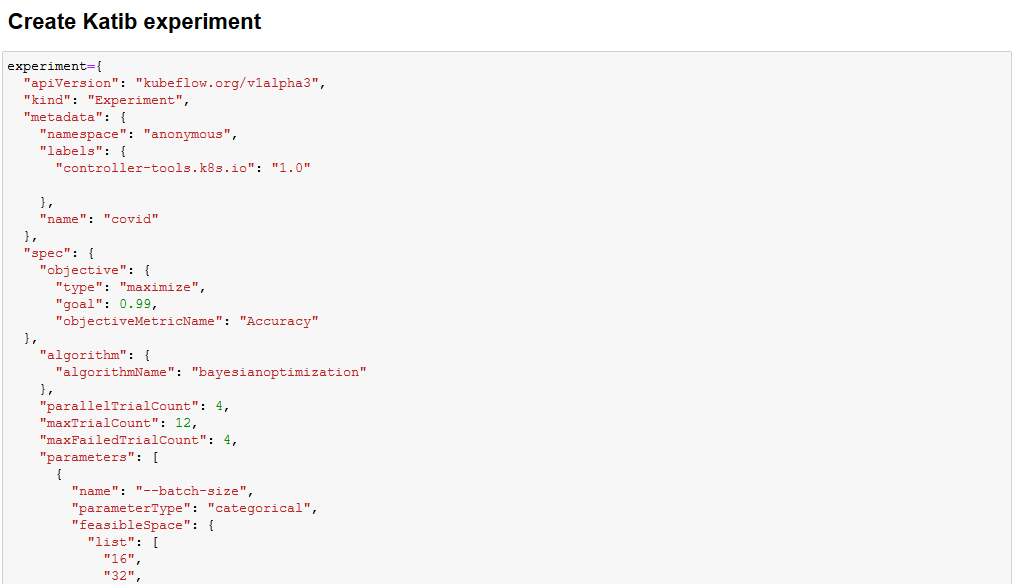 Create Katib experiment
experiment={
  "apiVersion": "kubeflow.org/v1alpha3",
  "kind": "Experiment",
  "metadata": {
    "namespace": "anonymous",
    "labels": {
      "controller-tools.k8s.io": "1.0"

    },
    "name": "covid"
  },
  "spec": {
    "objective": {
      "type": "maximize",
      "goal": 0.99,
      "objectiveMetricName": "Accuracy"
  },
    "algorithm": {
      "algorithmName": "bayesianoptimization"
    },
    "parallelTrialCount": 4,
    "maxTrialCount": 12,
    "maxFailedTrialCount": 4,
    "parameters": [
      {
        "name": "--batch-size",
        "parameterType": "categorical",
        "feasibleSpace": {
          "list": [
            "16",
            "32",